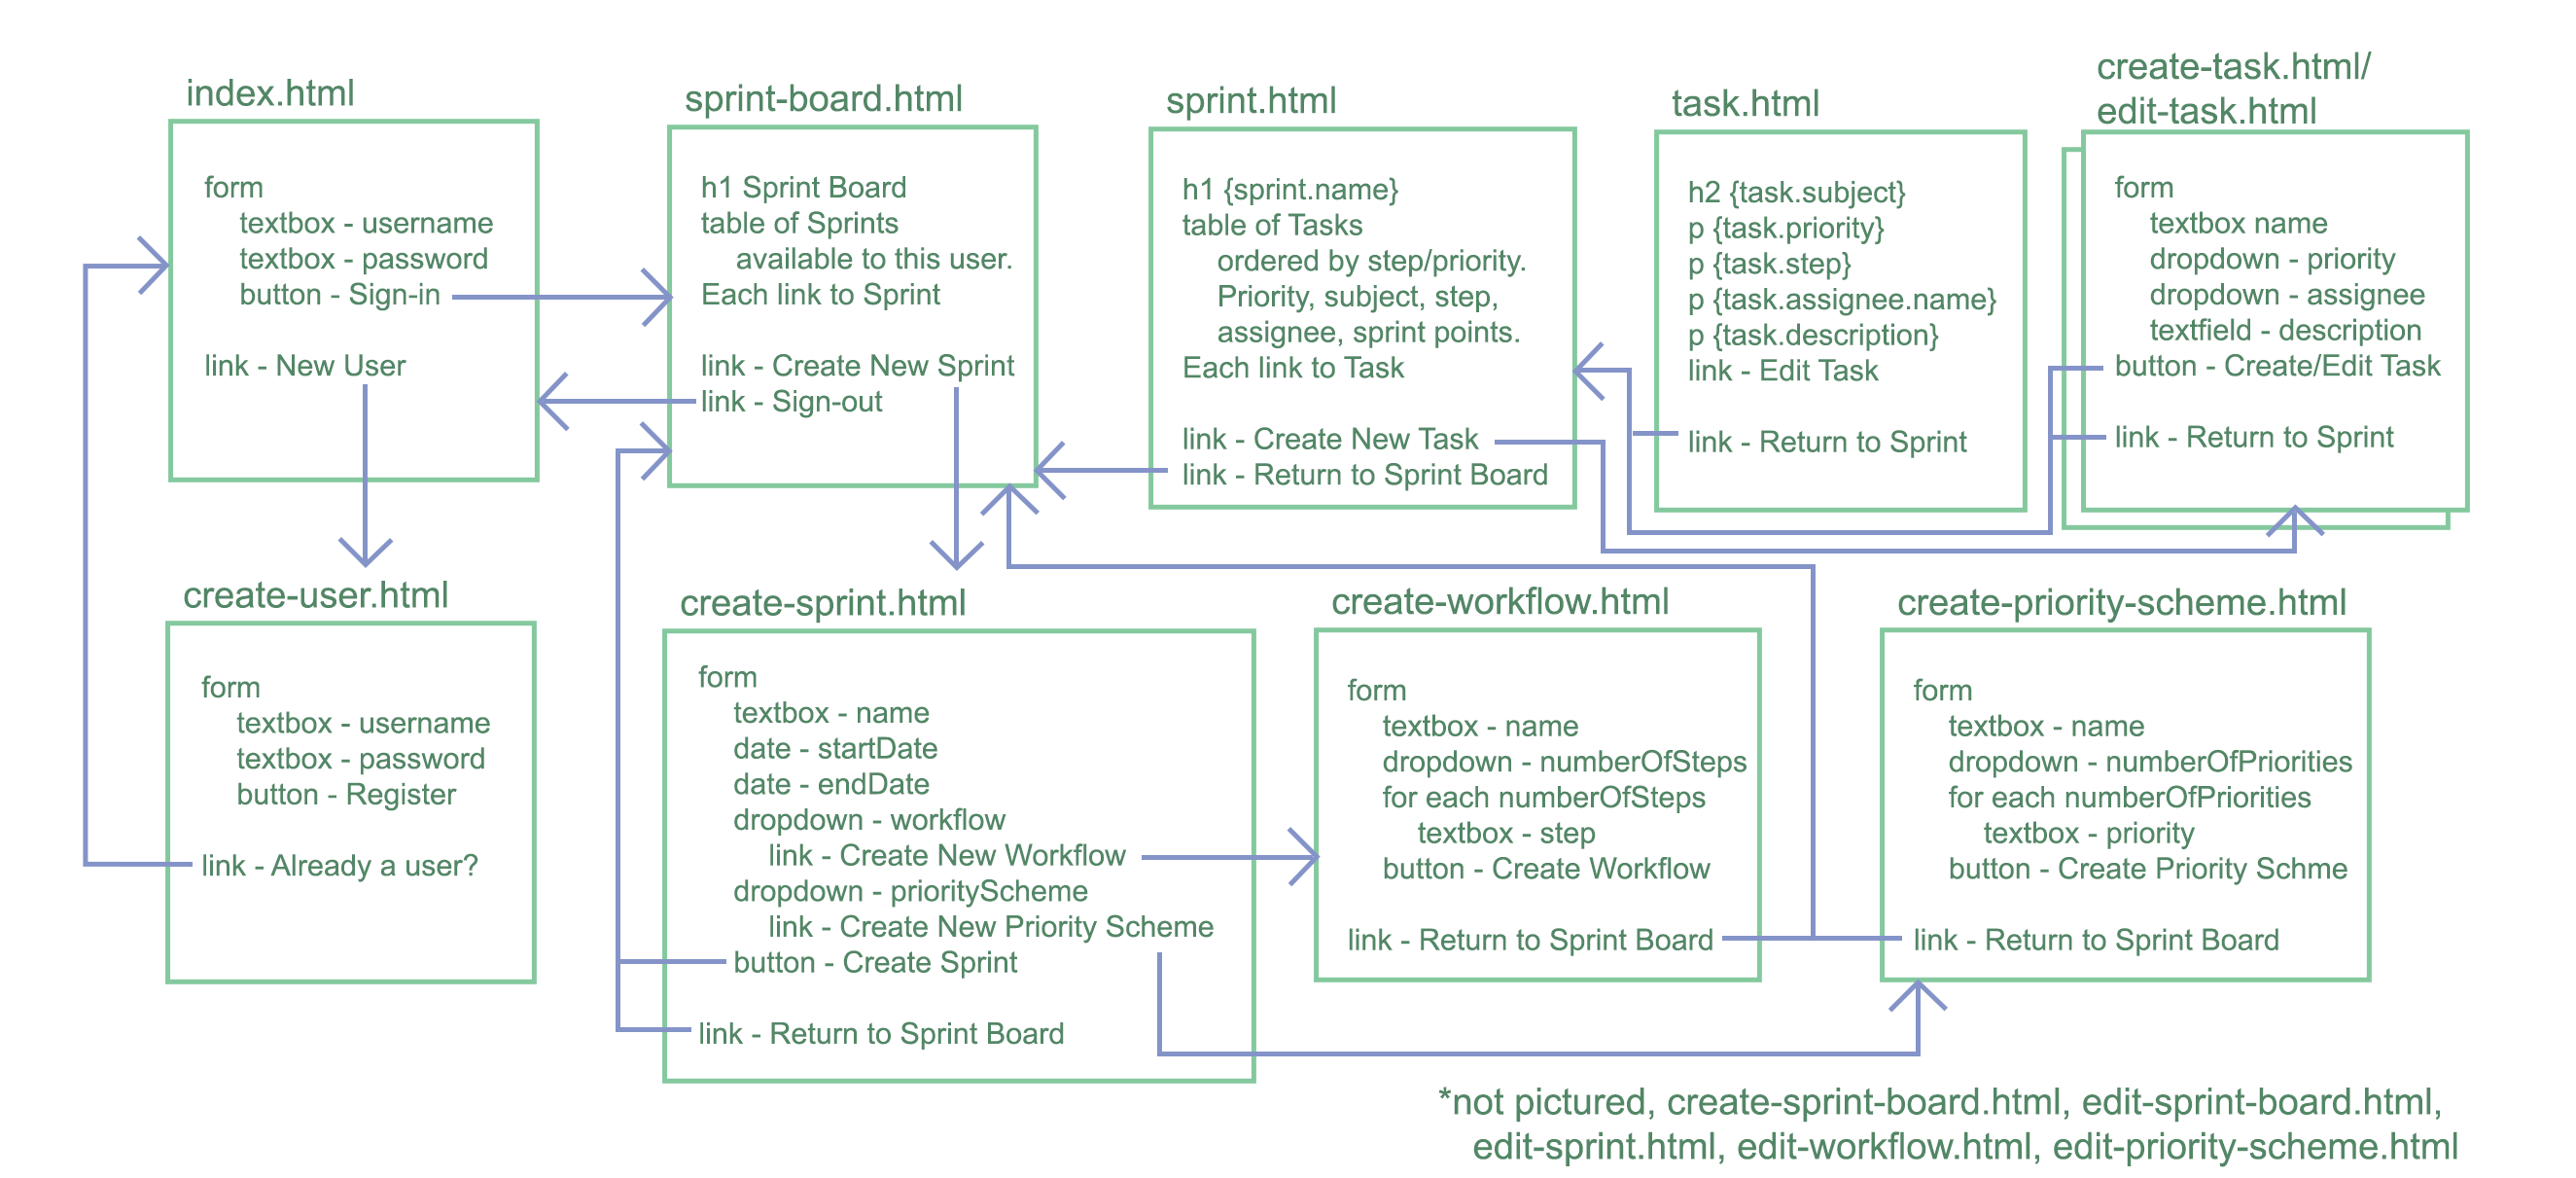 index.html
form
textbox - username
textbox - password
button - Sign-in
link - New User
sprint-board.html
h1 Sprint Board
table of Sprints
available to this user.
Each link to Sprint
link - Create New Sprint
link - Sign-out
sprint.html
h1 {sprint.name}
table of Tasks
ordered by step/priority.
Priority, subject, step,
assignee, sprint points.
Each link to Task
link - Create New Task
link - Return to Sprint Board
task.html
h2 {task.subject}
p {task.priority}
p {task.step}
p {task.assignee.name}
p {task.description}
link - Edit Task
link - Return to Sprint
create-task.html/
edit-task.html
form
textbox name
dropdown - priority
dropdown - assignee
textfield - description
button - Create/Edit Task
link - Return to Sprint
create-user.html
form
textbox - username
textbox - password
button - Register
link - Already a user?
create-sprint.html
form
textbox - name
date - startDate
date - endDate
dropdown - workflow
link - Create New Workflow
dropdown - priorityScheme
link - Create New Priority Scheme
button - Create Sprint
link - Return to Sprint Board
create-workflow.html
form
textbox - name
dropdown - numberOfSteps
for each numberOfSteps
textbox - step
button - Create Workflow
link - Return to Sprint Board
create-priority-scheme.html
form
textbox - name
dropdown - numberOfPriorities
for each numberOfPriorities
textbox - priority
button - Create Priority Schme
link - Return to Sprint Board
*not pictured, create-sprint-board.html, edit-sprint-board.html,
edit-sprint.html, edit-workflow.html, edit-priority-scheme.html